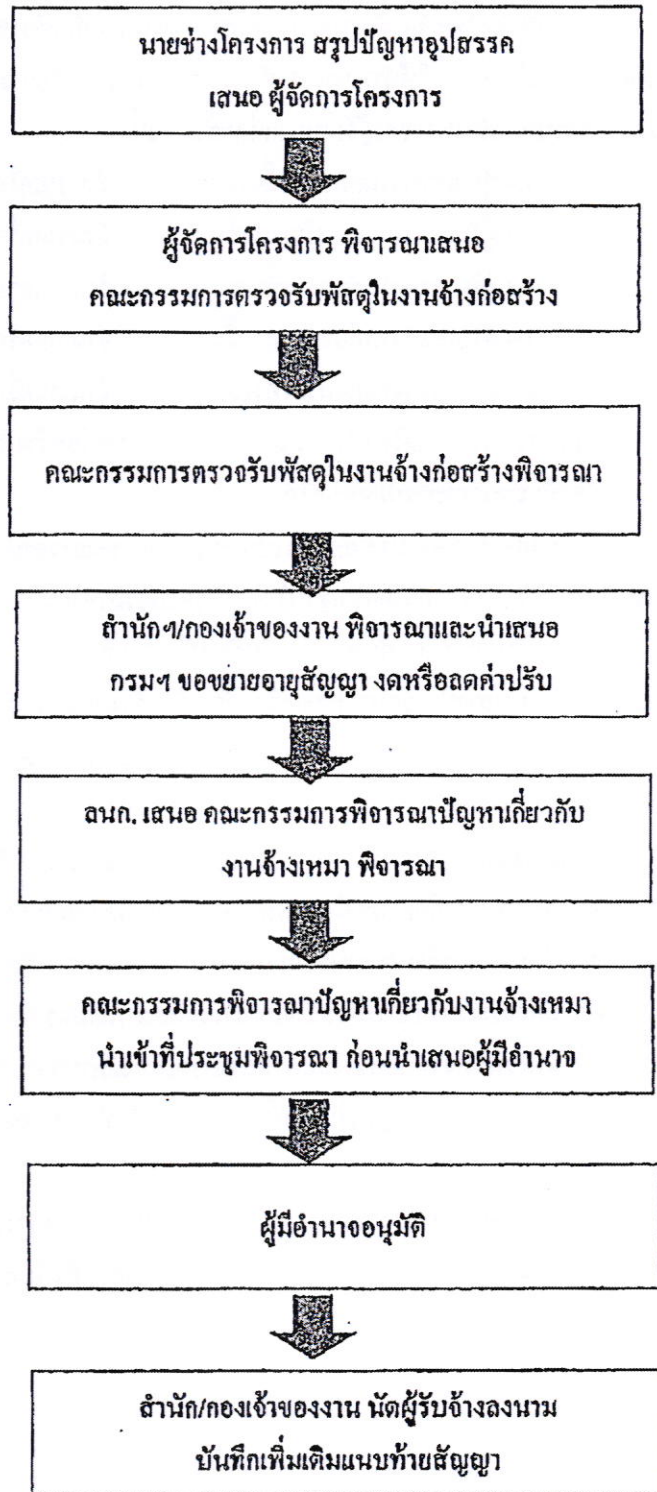 นายช่างโครงการ สรุปปัญหาอุปสรรค
เสนอ ผู้จัดการโครงการ
ผู้จัดการโครงการ พิจารณาเสนอ
คณะกรรมการตรวจรับพัสดุในงานจ้างก่อสร้าง
คณะกรรมการตรวจรับพัสดุในงานจ้างก่อสร้างพิจารณา
สำนักฯ/กองเจ้าของงาน พิจารณาและนำเสนอ
กรมฯ ขอขยายอายุสัญญา งดหรือลดค่าปรับ
ลนก. เสนอ คณะกรรมการพิจารณาปัญหาเกี่ยวกับ
งานจ้างเหมา พิจารณา
คณะกรรมการพิจารณาปัญหาเกี่ยวกับงานจ้างเหมา
นำเข้าที่ประชุมพิจารณา ก่อนนำเสนอผู้มีอำนาจ
ผู้มีอำนาจอนุมัติ
สำนัก/กองเจ้าของงาน นัดผู้รับจ้างลงนาม
บันทึกเพิ่มเติมแนบท้ายสัญญา